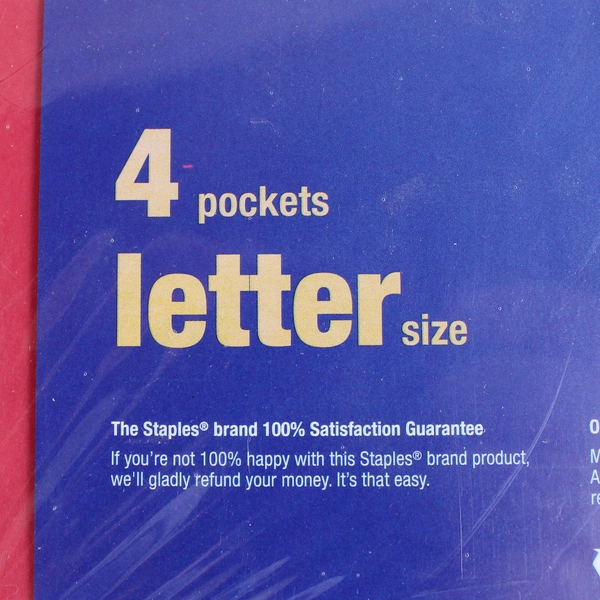 4 pockets
letter size
The Staples® brand 100% Satisfaction Guarantee
If you're not 100% happy with this Staples® brand product,
we'll gladly refund your money. It's that easy.